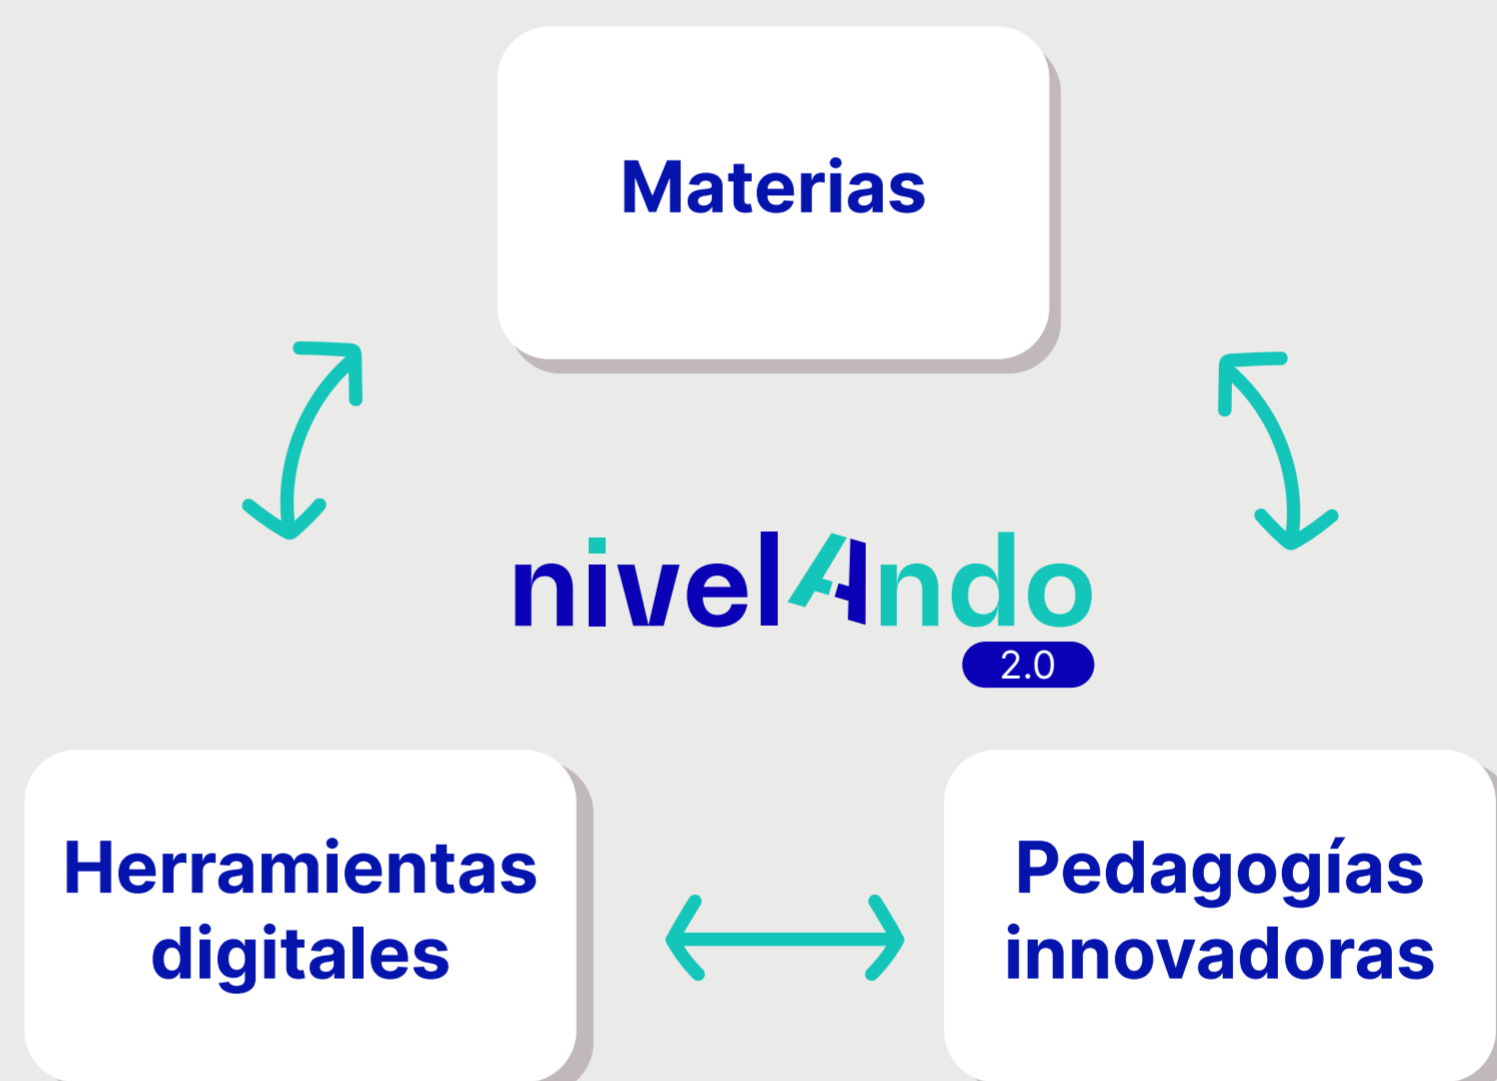 Materias
nivelAndo
2.0
Herramientas
digitales
Pedagogías
innovadoras